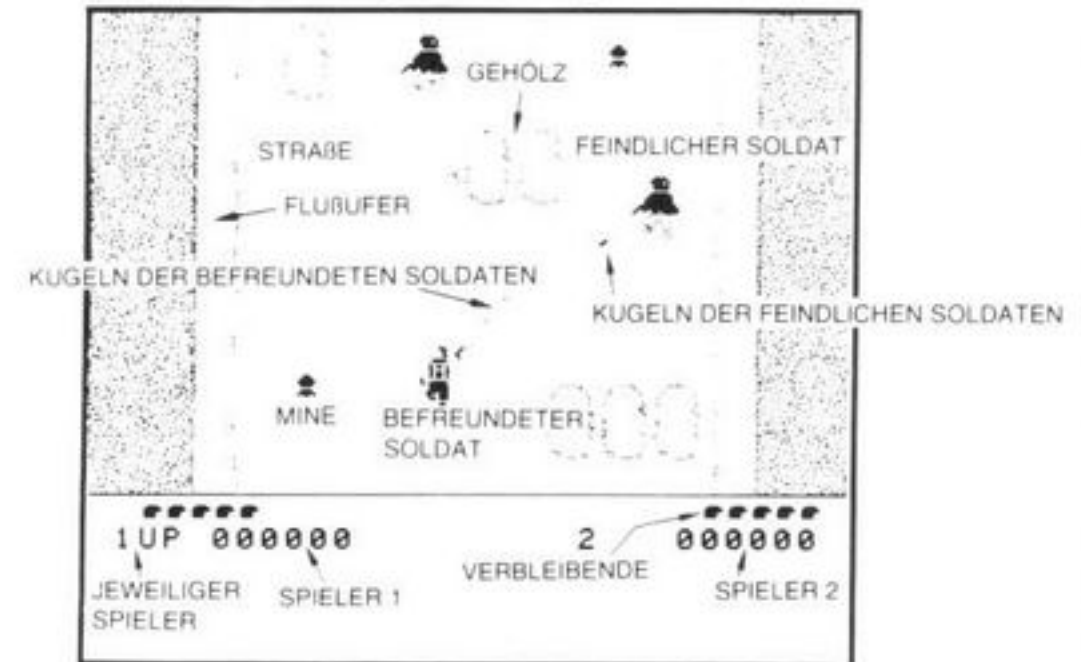 GEHÖLZ
STRAßE
FEINDLICHER SOLDAT
FLUßUFER
KUGELN DER BEFREUNDETEN SOLDATEN
KUGELN DER FEINDLICHEN SOLDATEN
MINE
BEFREUNDETER
SOLDAT
1UP 000000
2 000000
JEWEILIGER
SPIELER
SPIELER 1
VERBLEIBENDE
SPIELER 2